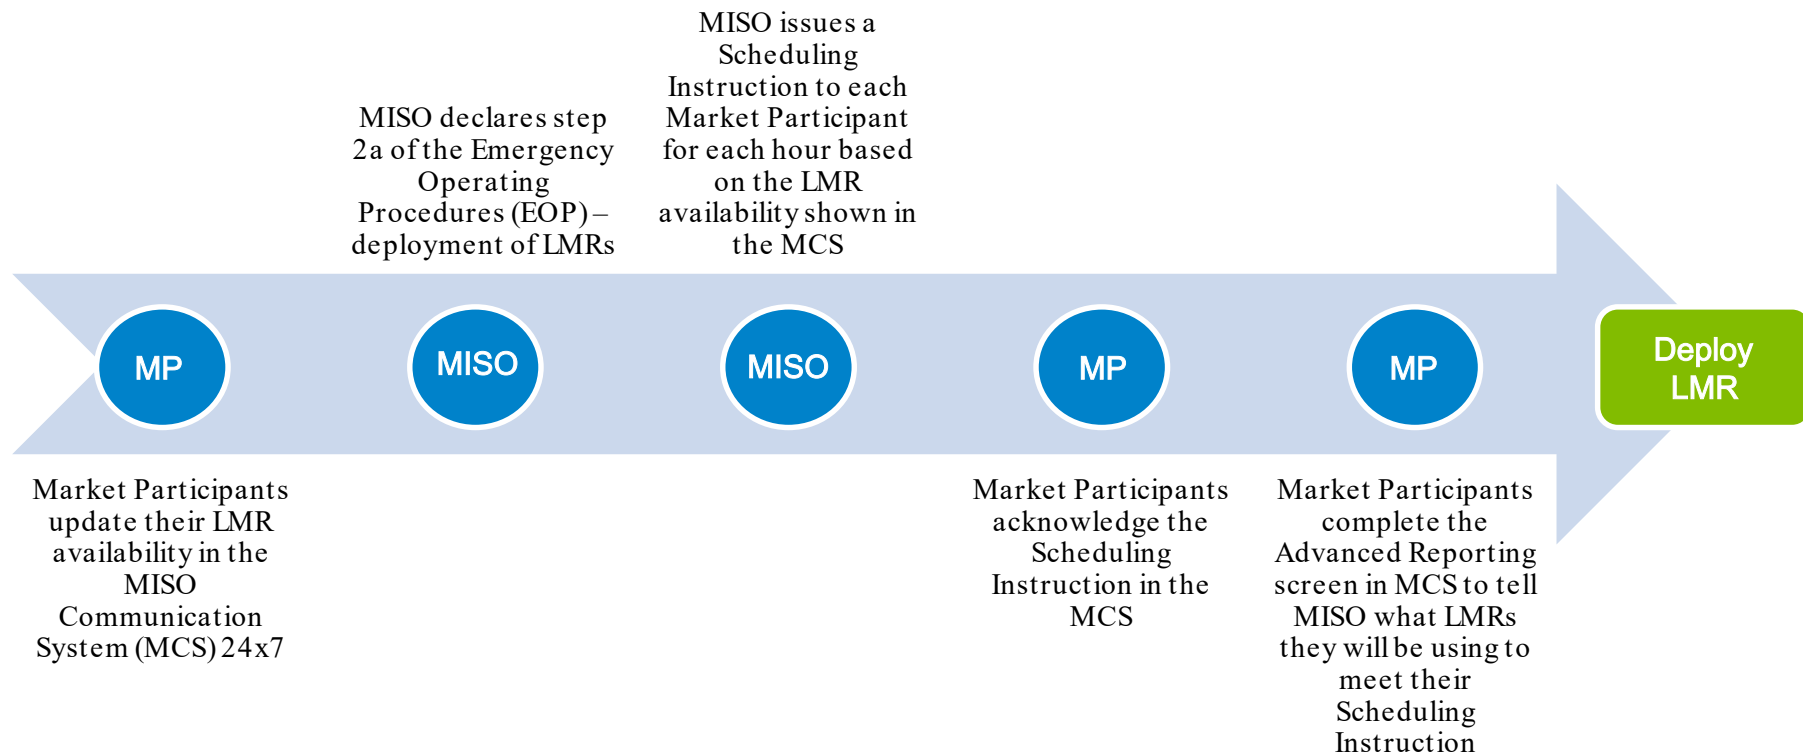 MISO issues a
Scheduling
Instruction to each
Market Participant
for each hour based
on the LMR
availability shown in
the MCS
MISO declares step
2a of the Emergency
Operating
Procedures (EOP) –
deployment of LMRs
MP
MISO
MISO
MP
MP
Deploy
LMR
Market Participants
update their LMR
availability in the
MISO
Communication
System (MCS) 24x7
Market Participants
acknowledge the
Scheduling
Instruction in the
MCS
Market Participants
complete the
Advanced Reporting
screen in MCS to tell
MISO what LMRs
they will be using to
meet their
Scheduling
Instruction